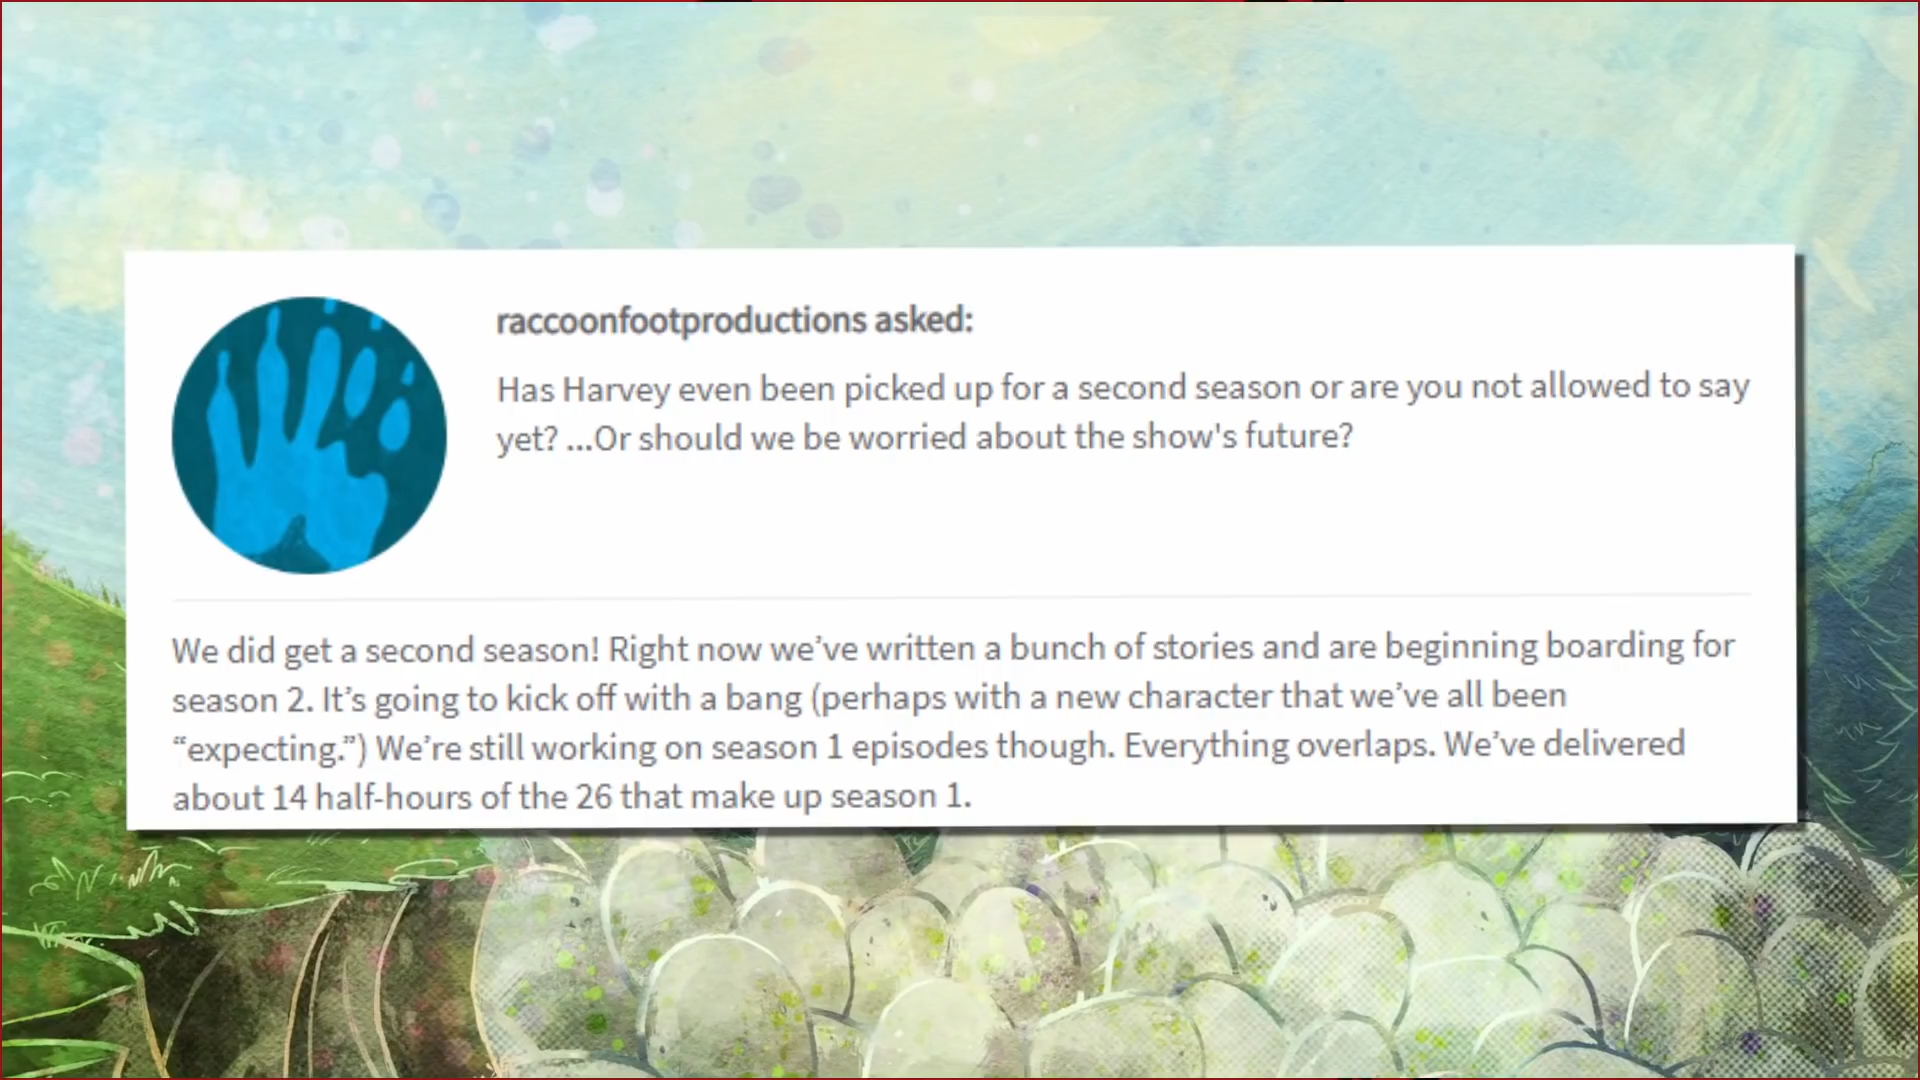 raccoonfootproductions asked:
Has Harvey even been picked up for a second season or are you not allowed to say
yet? ...Or should we be worried about the show's future?
We did get a second season! Right now we’ve written a bunch of stories and are beginning boarding for
season 2. It’s going to kick off with a bang (perhaps with a new character that we’ve all been
“expecting.”) We’re still working on season 1 episodes though. Everything overlaps. We’ve delivered
about 14 half-hours of the 26 that make up season 1.